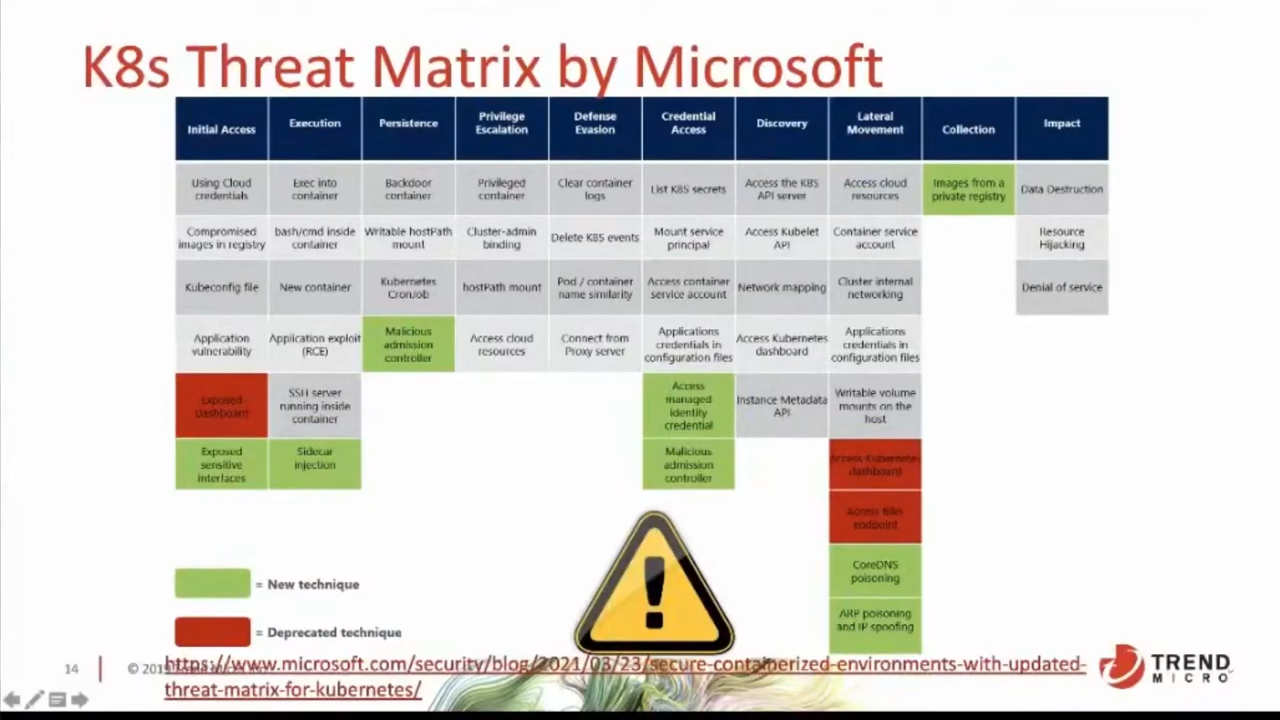 K8s Threat Matrix by Microsoft
Initial Access
Execution
Persistence
Privilege
Escalation
Defense
Evasion
Credential
Access
Discovery
Lateral
Movement
Collection
Impact
Using Cloud
credentials
Exec into
container
Backdoor
container
Privileged
container
Clear container
logs
List K8S secrets
Access the K8S
API server
Access cloud
resources
Images from a
private registry
Data Destruction
Compromised
images in registry
bash/cmd inside
container
Writable hostPath
mount
Cluster-admin
binding
Delete K8S events
Mount service
principal
Access Kubelet
API
Container service
account
Resource
Hijacking
Kubeconfig file
New container
Kubernetes
CronJob
hostPath mount
Pod / container
name similarity
Access container
service account
Network mapping
Cluster internal
networking
Denial of service
Application
vulnerability
Application exploit
(RCE)
Malicious
admission
controller
Access cloud
resources
Connect from
Proxy server
Applications
credentials in
configuration files
Access Kubernetes
dashboard
Applications
credentials in
configuration files
Exposed
dashboard
SSH server
running inside
container
Access
managed
identity
credential
Instance Metadata
API
Writable volume
mounts on the
host
Exposed
sensitive
interfaces
Sidecar
injection
Malicious
admission
controller
Access Kubernetes
dashboard
Access tiller
endpoint
CoreDNS
poisoning
ARP poisoning
and IP spoofing
= New technique
= Deprecated technique
14
https://www.microsoft.com/security/blog/2021/03/23/secure-containerized-environments-with-updated-
threat-matrix-for-kubernetes/
TREND
MICRO